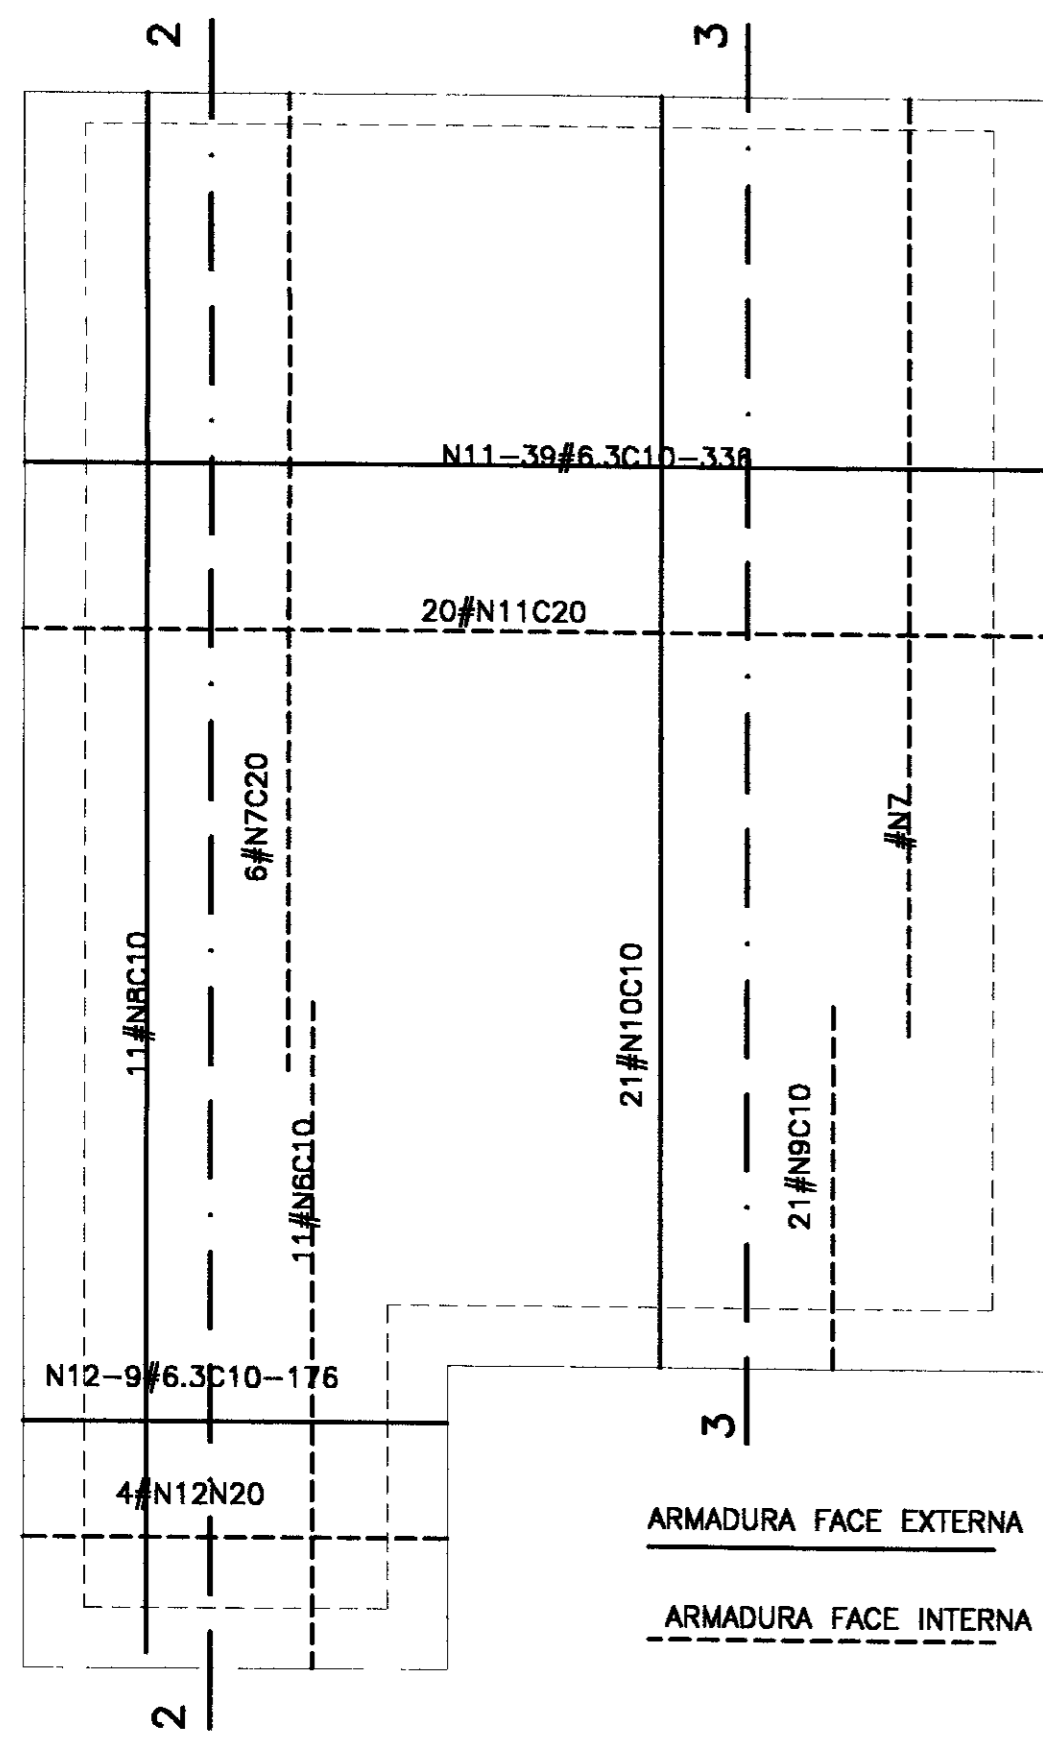 2
3
N11-39#6.3C10-336
20#N11C20
6#N7C20
#N7
11#N8C10
21#N10C10
21#N9C10
11#N6C10
N12-9#6.3C10-176
4#N12N20
3
ARMADURA FACE EXTERNA
ARMADURA FACE INTERNA
2